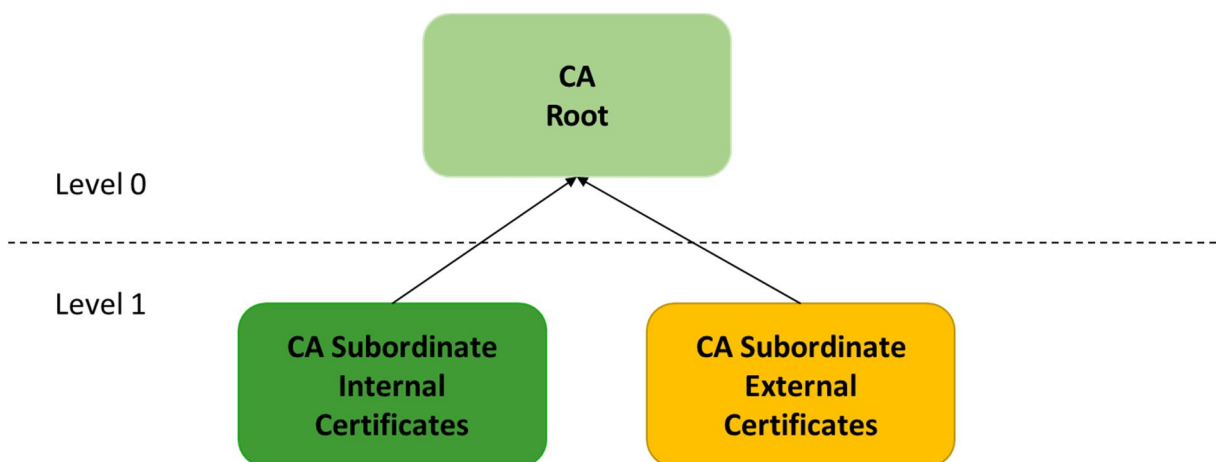 CA
Root
Level 0
Level 1
CA Subordinate
Internal
Certificates
CA Subordinate
External
Certificates